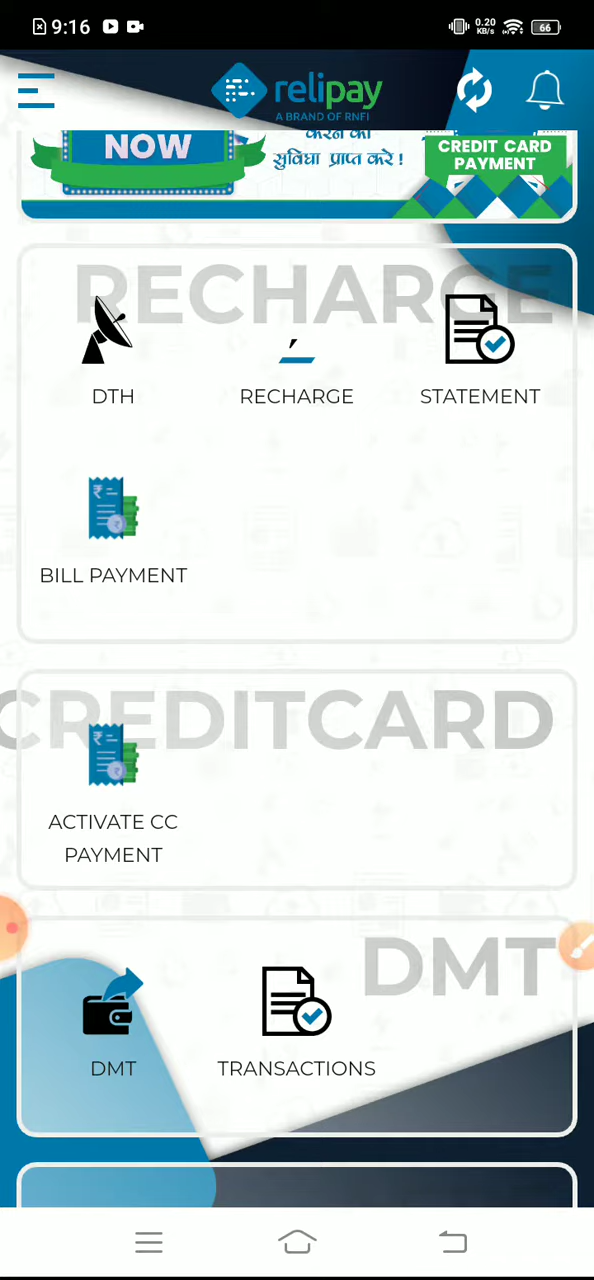 9:16
0.20
KB/s
66
relipay
A BRAND OF RNFI
NOW
करने की
सुविधा प्राप्त करे !
CREDIT CARD
PAYMENT
RECHARGE
DTH
RECHARGE
STATEMENT
BILL PAYMENT
CREDITCARD
ACTIVATE CC
PAYMENT
DMT
DMT
TRANSACTIONS